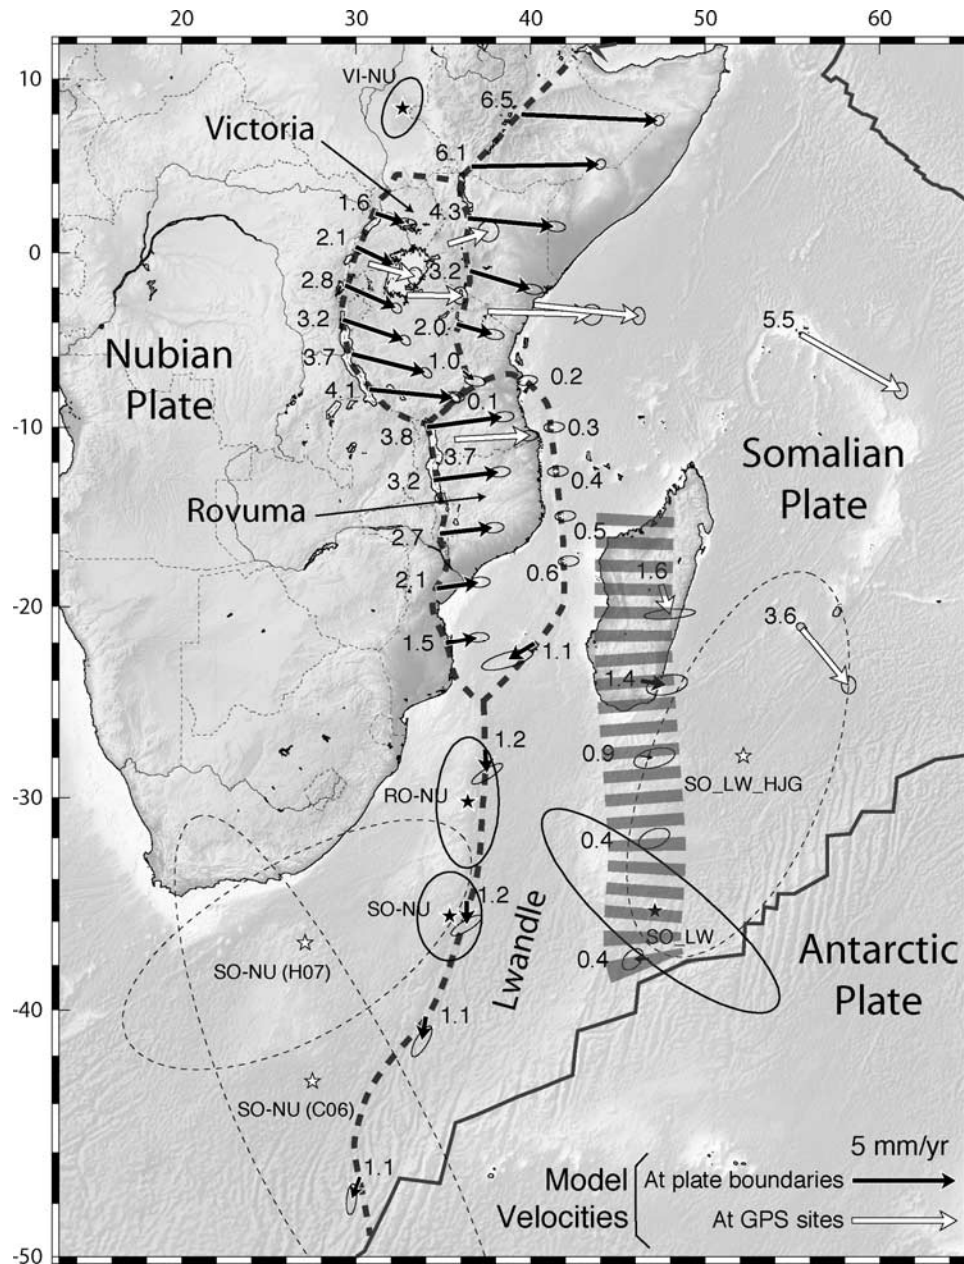 20 30 40 50 60
10
0
-10
-20
-30
-40
-50
VI-NU
Victoria
6.5
6.1
1.6
4.3
2.1
3.2
2.8
3.2
2.0
5.5
Nubian
Plate
3.7
1.0
4.1
0.2
0.1
3.8
0.3
3.7
Somalian
Plate
3.2
0.4
Rovuma
2.7
0.5
2.1
0.6
1.6
1.5
1.1
3.6
1.4
1.2
0.9
SO_LW_HJG
RO-NU
0.4
1.2
SO-NU
SO_LW
Lwandle
SO-NU (H07)
0.4
Antarctic
Plate
1.1
SO-NU (C06)
1.1
5 mm/yr
Model
Velocities
At plate boundaries
At GPS sites